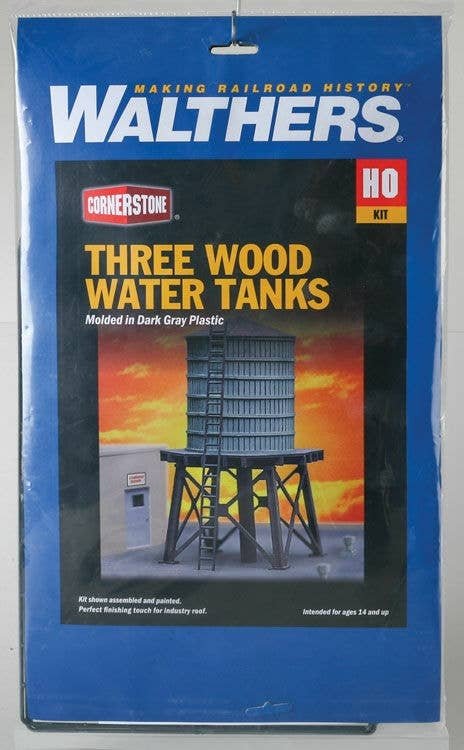 MAKING RAILROAD HISTORY™
WALTHERS®
HO
KIT
CORNERSTONE®
THREE WOOD
WATER TANKS
Molded in Dark Gray Plastic
Kit shown assembled and painted.
Perfect finishing touch for industry roof.
Intended for ages 14 and up